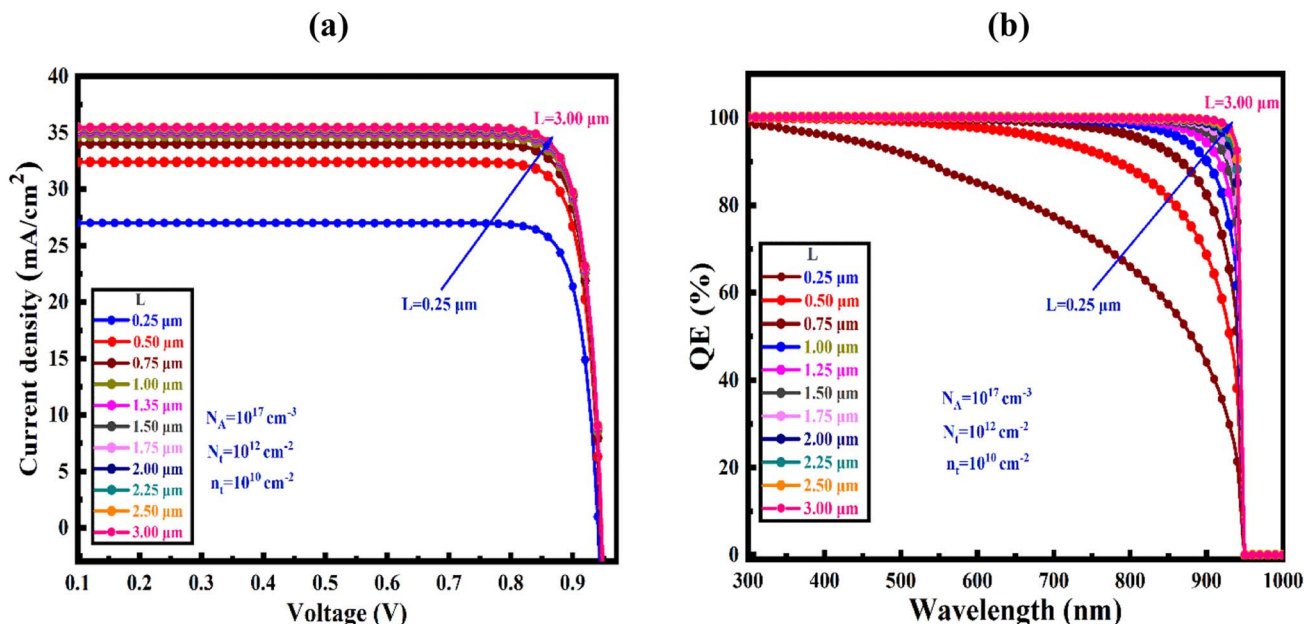 (a)
40
35
30
25
20
15
10
5
0
Current density (mA/cm²)
L=3.00 µm
L=0.25 µm
L
0.25 µm
0.50 µm
0.75 µm
1.00 µm
1.35 µm
1.50 µm
1.75 µm
2.00 µm
2.25 µm
2.50 µm
3.00 µm
N_A=10¹⁷ cm⁻³
N_t=10¹² cm⁻²
n_t=10¹⁰ cm⁻²
0.1 0.2 0.3 0.4 0.5 0.6 0.7 0.8 0.9
Voltage (V)
(b)
100
80
60
40
20
0
QE (%)
L=3.00 µm
L=0.25 µm
L
0.25 µm
0.50 µm
0.75 µm
1.00 µm
1.25 µm
1.50 µm
1.75 µm
2.00 µm
2.25 µm
2.50 µm
3.00 µm
N_A=10¹⁷ cm⁻³
N_t=10¹² cm⁻²
n_t=10¹⁰ cm⁻²
300 400 500 600 700 800 900 1000
Wavelength (nm)